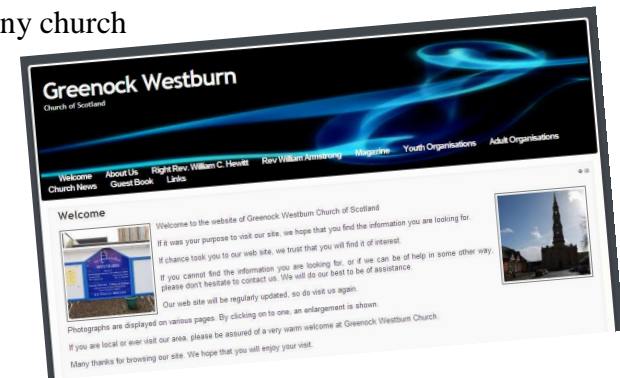 ny church
Greenock Westburn
Church of Scotland
Welcome About Us Right Rev. William C. Hewitt Rev William Armstrong Magazine Youth Organisations Adult Organisations
Church News Guest Book Links
Welcome
Welcome to the website of Greenock Westburn Church of Scotland
If it was your purpose to visit our site, we hope that you find the information you are looking for.
If chance took you to our web site, we trust that you will find it of interest.
If you cannot find the information you are looking for, or if we can be of help in some other way, please don't hesitate to contact us. We will do our best to be of assistance.
Our web site will be regularly updated, so do visit us again.
Photographs are displayed on various pages. By clicking on to one, an enlargement is shown.
If you are local or ever visit our area, please be assured of a very warm welcome at Greenock Westburn Church
Many thanks for browsing our site. We hope that you will enjoy your visit.